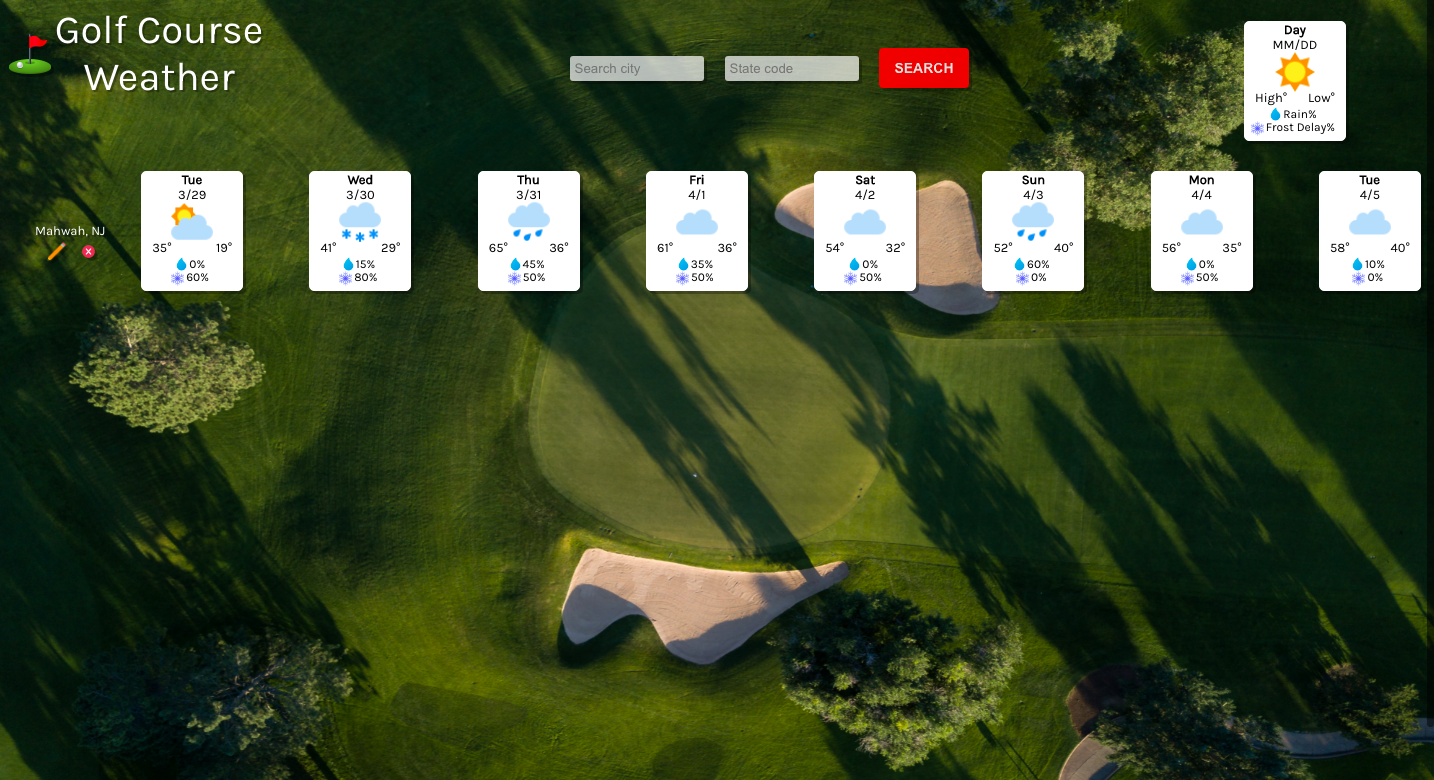 Golf Course
Weather
Search city
State code
SEARCH
Day
MM/DD
High° Low°
Rain%
Frost Delay%
Mahwah, NJ
Tue
3/29
35° 19°
0%
60%
Wed
3/30
41° 29°
15%
80%
Thu
3/31
65° 36°
45%
50%
Fri
4/1
61° 36°
35%
50%
Sat
4/2
54° 32°
0%
50%
Sun
4/3
52° 40°
60%
0%
Mon
4/4
56° 35°
0%
50%
Tue
4/5
58° 40°
10%
0%